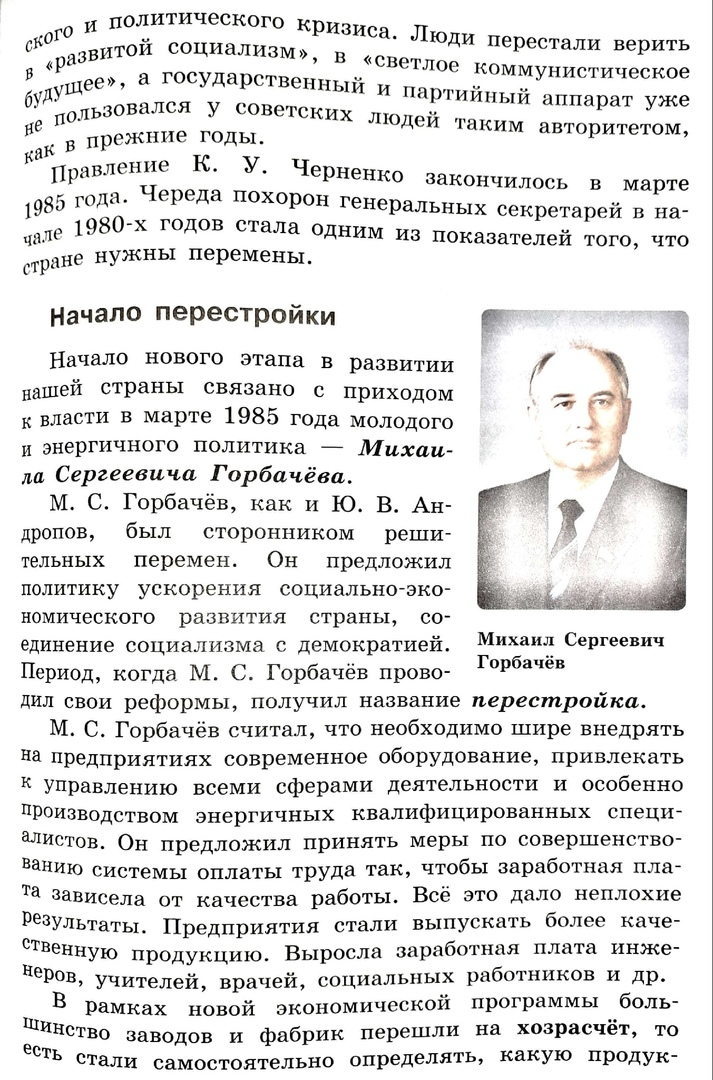 ского и политического кризиса. Люди перестали верить
в «развитой социализм», в «светлое коммунистическое
будущее», а государственный и партийный аппарат уже
не пользовался у советских людей таким авторитетом,
как в прежние годы.
Правление К. У. Черненко закончилось в марте
1985 года. Череда похорон генеральных секретарей в на-
чале 1980-х годов стала одним из показателей того, что
стране нужны перемены.
Начало перестройки
Начало нового этапа в развитии
нашей страны связано с приходом
к власти в марте 1985 года молодого
и энергичного политика — Михаи-
ла Сергеевича Горбачёва.
М. С. Горбачёв, как и Ю. В. Ан-
дропов, был сторонником реши-
тельных перемен. Он предложил
политику ускорения социально-эко-
номического развития страны, со-
единение социализма с демократией.
Период, когда М. С. Горбачёв прово-
дил свои реформы, получил название перестройка.
Михаил Сергеевич
Горбачёв
М. С. Горбачёв считал, что необходимо шире внедрять
на предприятиях современное оборудование, привлекать
к управлению всеми сферами деятельности и особенно
производством энергичных квалифицированных специ-
алистов. Он предложил принять меры по совершенство-
ванию системы оплаты труда так, чтобы заработная пла-
та зависела от качества работы. Всё это дало неплохие
результаты. Предприятия стали выпускать более каче-
ственную продукцию. Выросла заработная плата инже-
неров, учителей, врачей, социальных работников и др.
В рамках новой экономической программы боль-
шинство заводов и фабрик перешли на хозрасчёт, то
есть стали самостоятельно определять, какую продук-